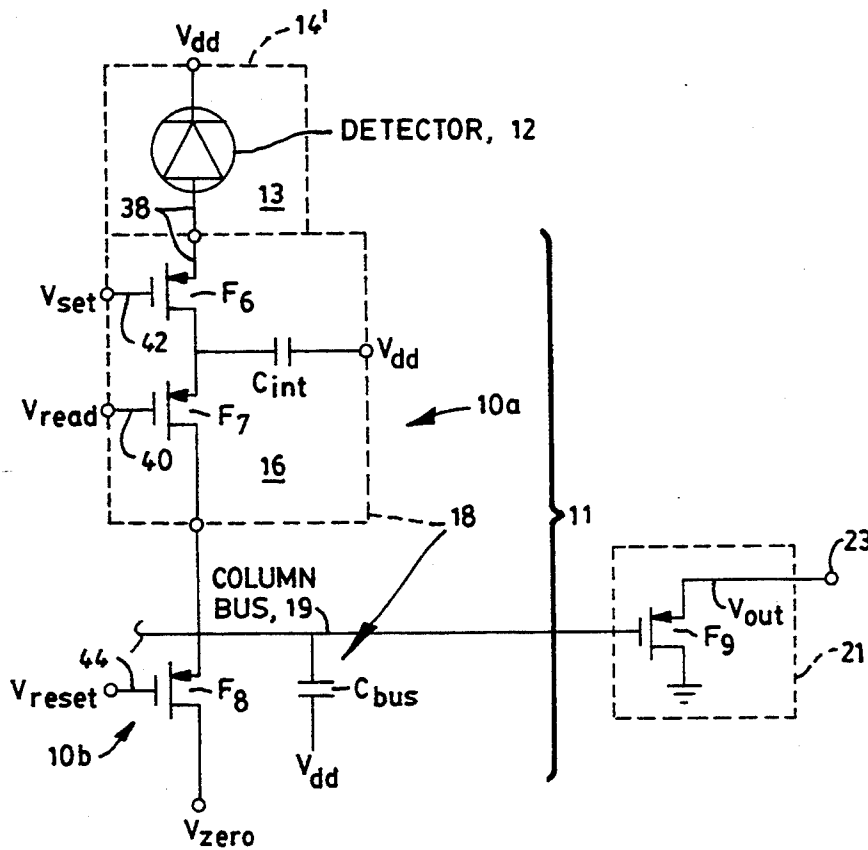 Vdd
14'
DETECTOR, 12
13
38
Vset
F6
42
Cint
Vdd
Vread
F7
40
10a
16
18
11
23
COLUMN
BUS, 19
Vout
F9
21
44
Vreset
F8
Cbus
10b
Vdd
Vzero